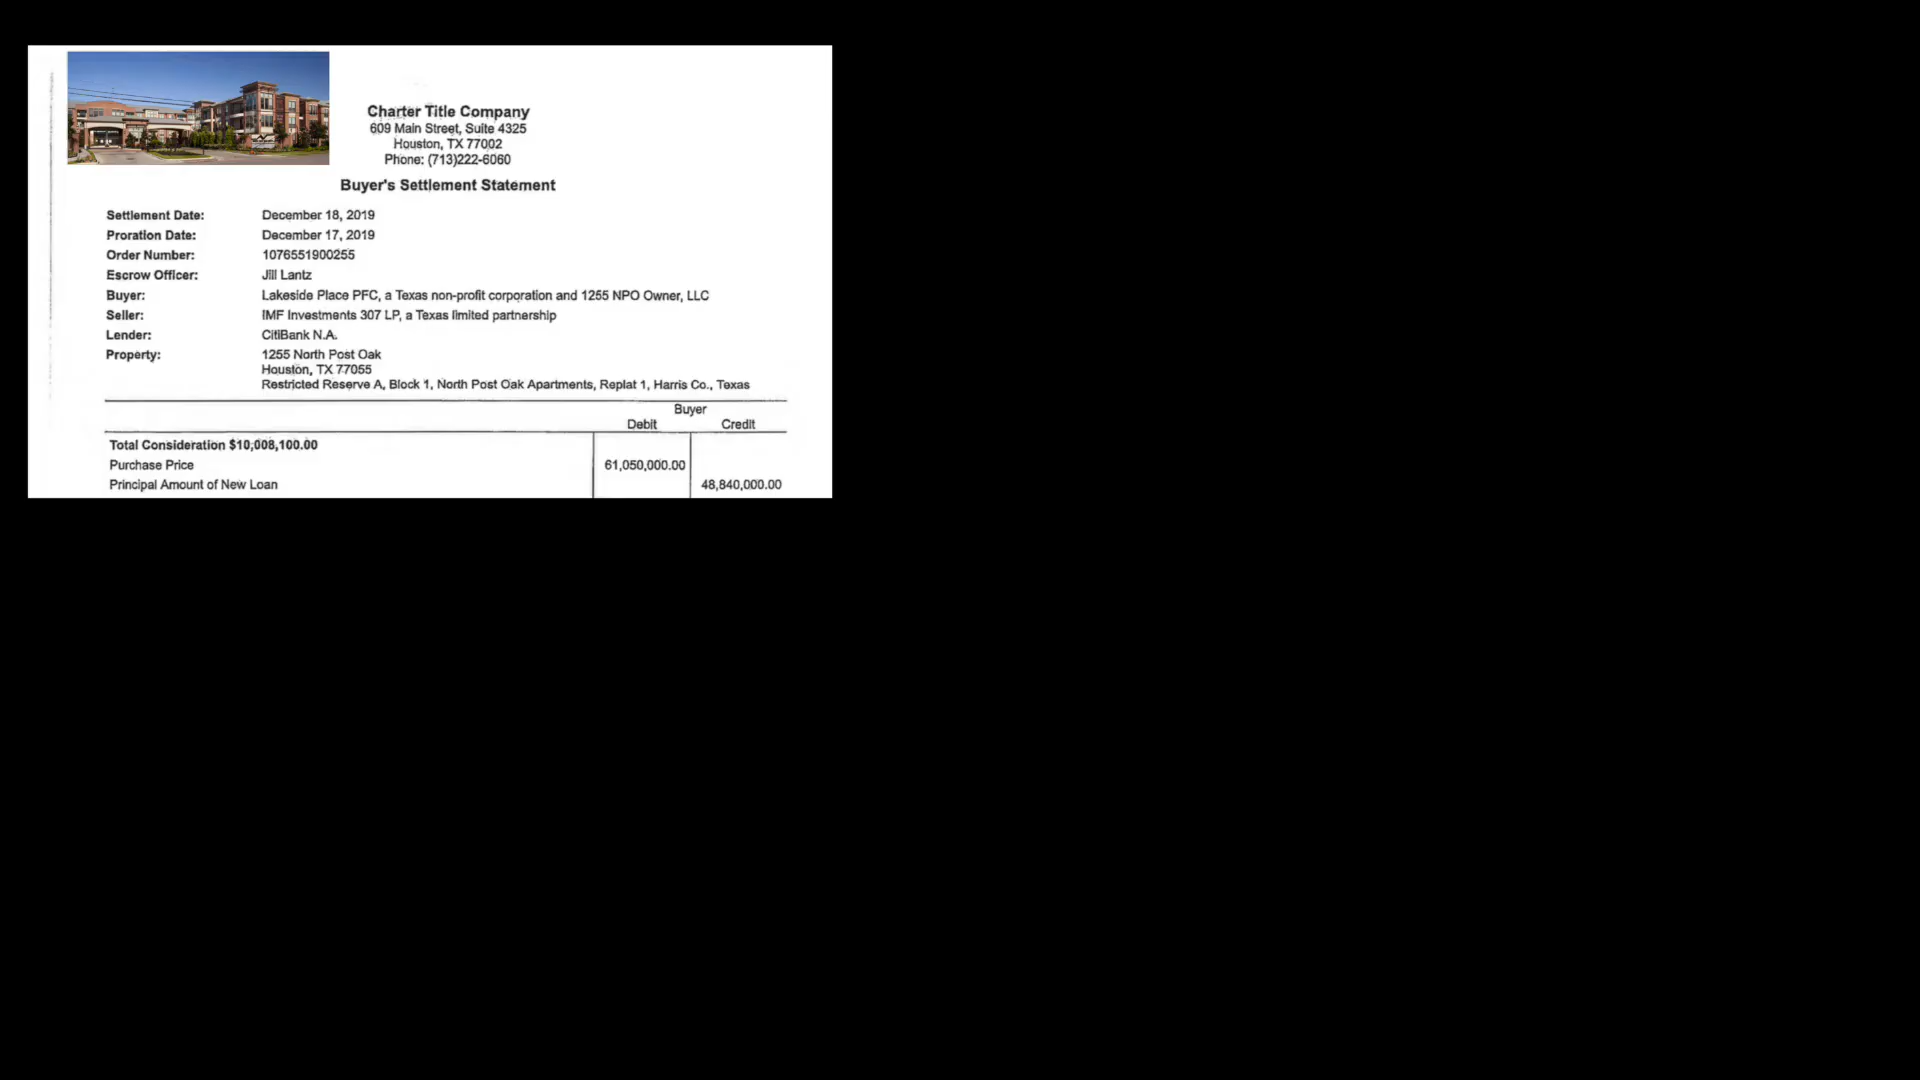 Charter Title Company
609 Main Street, Suite 4325
Houston, TX 77002
Phone: (713)222-6060
Buyer's Settlement Statement
Settlement Date: December 18, 2019
Proration Date: December 17, 2019
Order Number: 1076551900255
Escrow Officer: Jill Lantz
Buyer: Lakeside Place PFC, a Texas non-profit corporation and 1255 NPO Owner, LLC
Seller: IMF Investments 307 LP, a Texas limited partnership
Lender: CitiBank N.A.
Property: 1255 North Post Oak
Houston, TX 77055
Restricted Reserve A, Block 1, North Post Oak Apartments, Replat 1, Harris Co., Texas
Buyer
Debit Credit
Total Consideration $10,008,100.00
Purchase Price 61,050,000.00
Principal Amount of New Loan 48,840,000.00